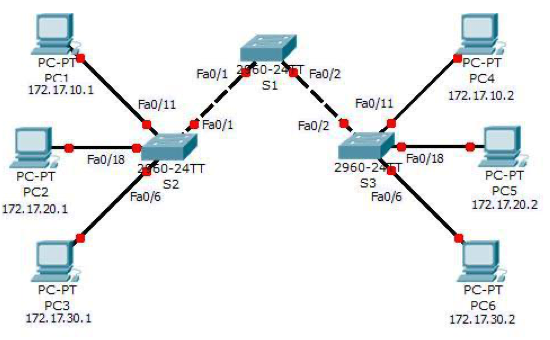 PC-PT
PC1
172.17.10.1
Fa0/11
Fa0/1
2960-24TT
S1
Fa0/2
PC-PT
PC4
172.17.10.2
Fa0/11
Fa0/1
Fa0/2
PC-PT
PC2
172.17.20.1
Fa0/18
2960-24TT
S2
Fa0/6
2960-24TT
S3
Fa0/18
Fa0/6
PC-PT
PC5
172.17.20.2
PC-PT
PC3
172.17.30.1
PC-PT
PC6
172.17.30.2